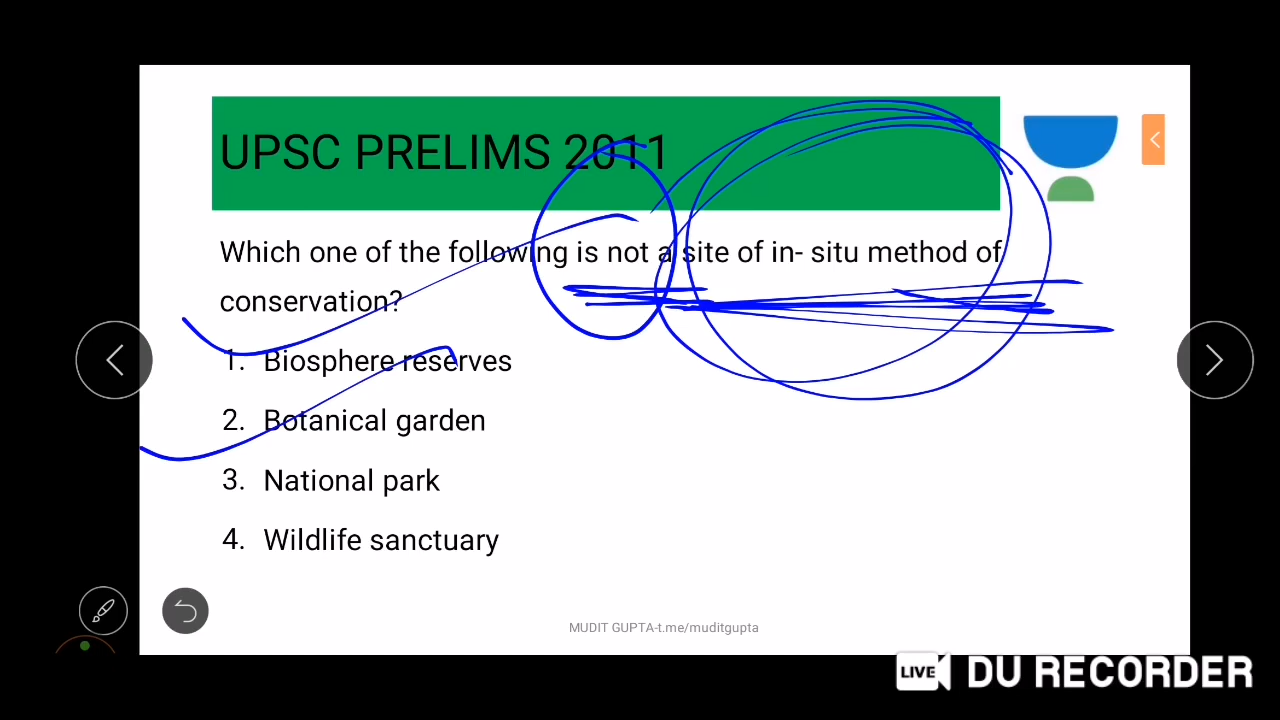 UPSC PRELIMS 2011
Which one of the following is not a site of in- situ method of
conservation?
1. Biosphere reserves
2. Botanical garden
3. National park
4. Wildlife sanctuary
MUDIT GUPTA-t.me/muditgupta
LIVE DU RECORDER